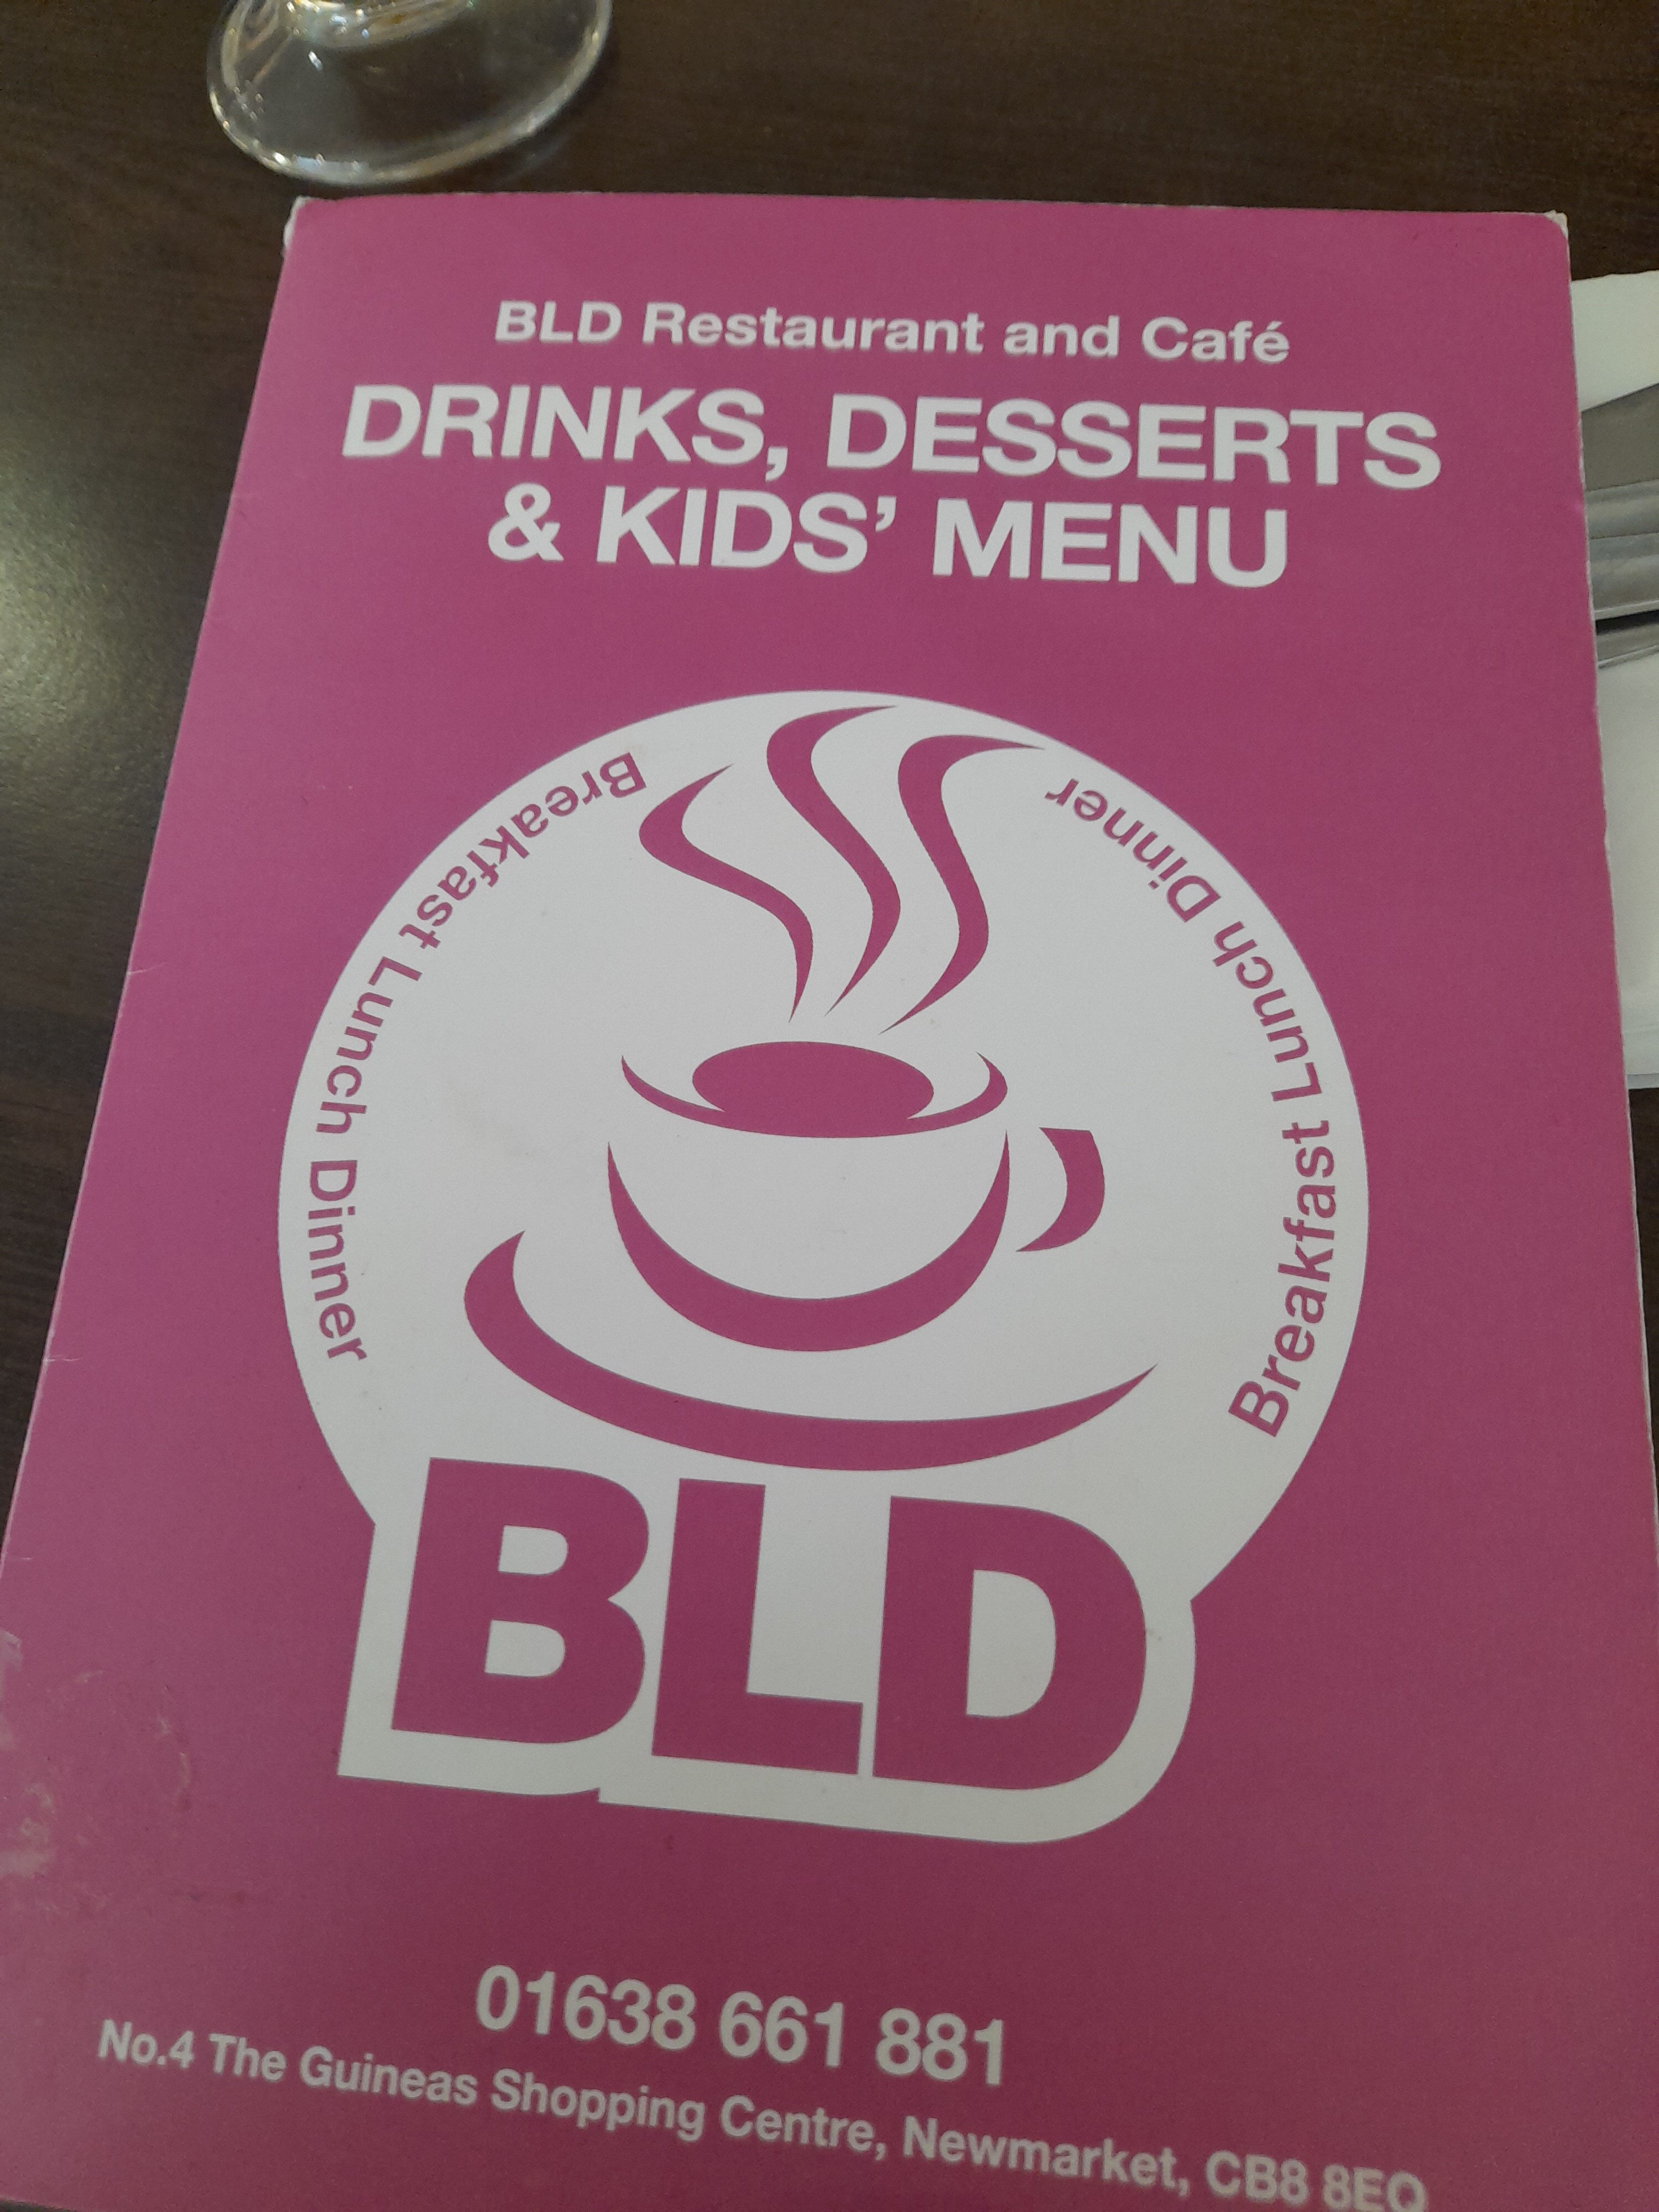 BLD Restaurant and Café
DRINKS, DESSERTS
& KIDS’ MENU
Breakfast Lunch Dinner
Breakfast Lunch Dinner
BLD
01638 661 881
No.4 The Guineas Shopping Centre, Newmarket, CB8 8EQ